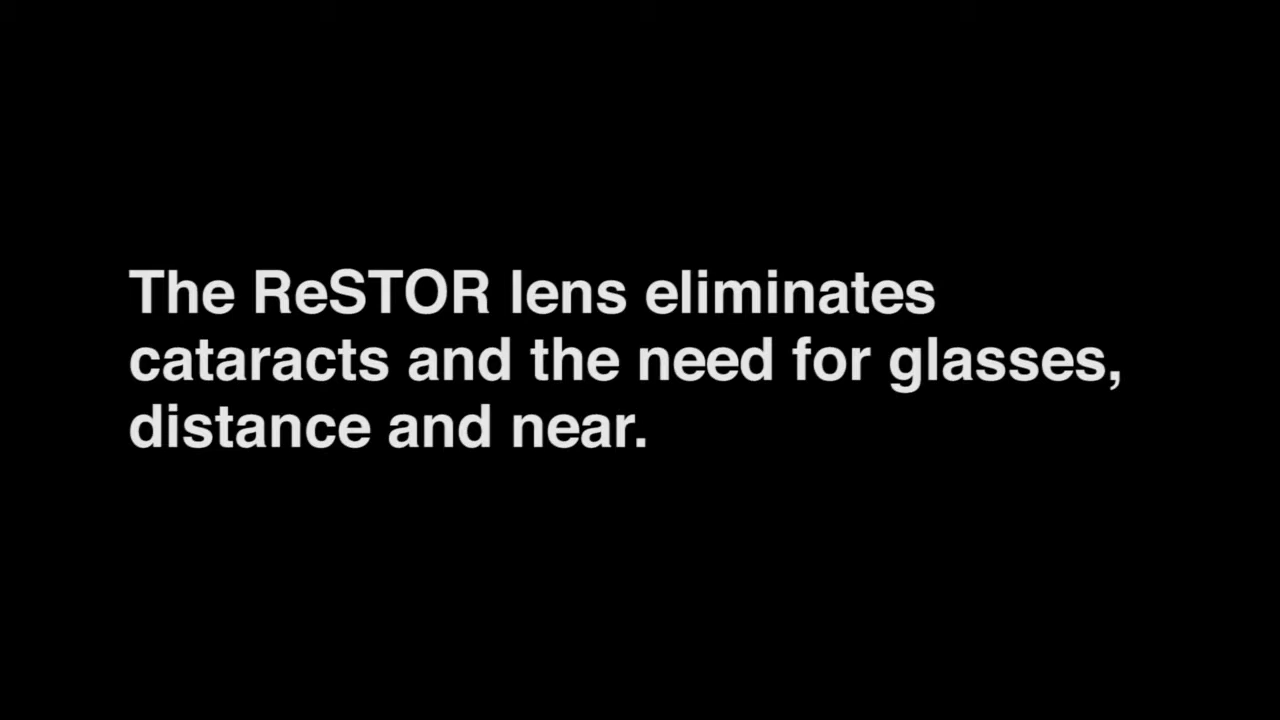 The ReSTOR lens eliminates
cataracts and the need for glasses,
distance and near.